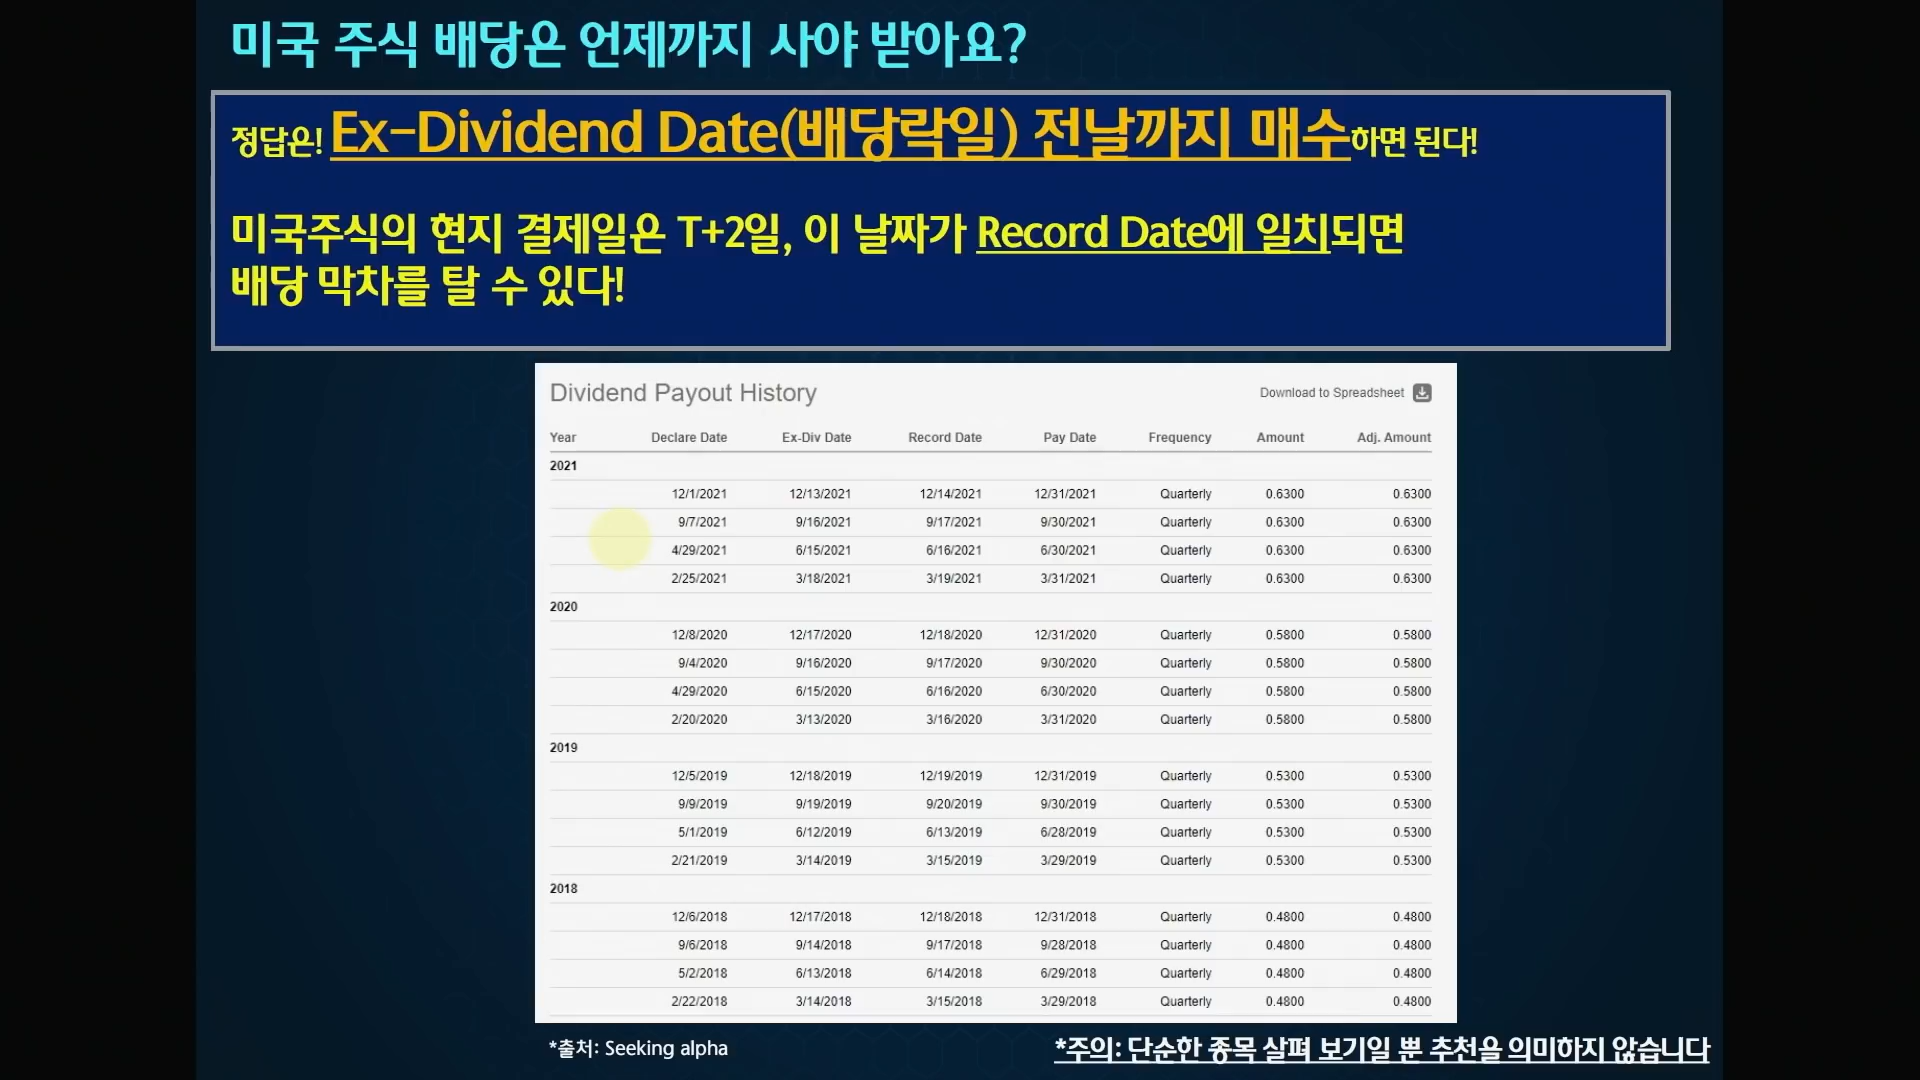 미국 주식 배당은 언제까지 사야 받아요?
정답은! Ex-Dividend Date(배당락일) 전날까지 매수하면 된다!
미국주식의 현지 결제일은 T+2일, 이 날짜가 Record Date에 일치되면
배당 막차를 탈 수 있다!
Dividend Payout History Download to Spreadsheet
Year Declare Date Ex-Div Date Record Date Pay Date Frequency Amount Adj. Amount
2021
12/1/2021 12/13/2021 12/14/2021 12/31/2021 Quarterly 0.6300 0.6300
9/7/2021 9/16/2021 9/17/2021 9/30/2021 Quarterly 0.6300 0.6300
4/29/2021 6/15/2021 6/16/2021 6/30/2021 Quarterly 0.6300 0.6300
2/25/2021 3/18/2021 3/19/2021 3/31/2021 Quarterly 0.6300 0.6300
2020
12/8/2020 12/17/2020 12/18/2020 12/31/2020 Quarterly 0.5800 0.5800
9/4/2020 9/16/2020 9/17/2020 9/30/2020 Quarterly 0.5800 0.5800
4/29/2020 6/15/2020 6/16/2020 6/30/2020 Quarterly 0.5800 0.5800
2/20/2020 3/13/2020 3/16/2020 3/31/2020 Quarterly 0.5800 0.5800
2019
12/5/2019 12/18/2019 12/19/2019 12/31/2019 Quarterly 0.5300 0.5300
9/9/2019 9/19/2019 9/20/2019 9/30/2019 Quarterly 0.5300 0.5300
5/1/2019 6/12/2019 6/13/2019 6/28/2019 Quarterly 0.5300 0.5300
2/21/2019 3/14/2019 3/15/2019 3/29/2019 Quarterly 0.5300 0.5300
2018
12/6/2018 12/17/2018 12/18/2018 12/31/2018 Quarterly 0.4800 0.4800
9/6/2018 9/14/2018 9/17/2018 9/28/2018 Quarterly 0.4800 0.4800
5/2/2018 6/13/2018 6/14/2018 6/29/2018 Quarterly 0.4800 0.4800
2/22/2018 3/14/2018 3/15/2018 3/29/2018 Quarterly 0.4800 0.4800
*출처: Seeking alpha
*주의: 단순한 종목 살펴 보기일 뿐 추천을 의미하지 않습니다